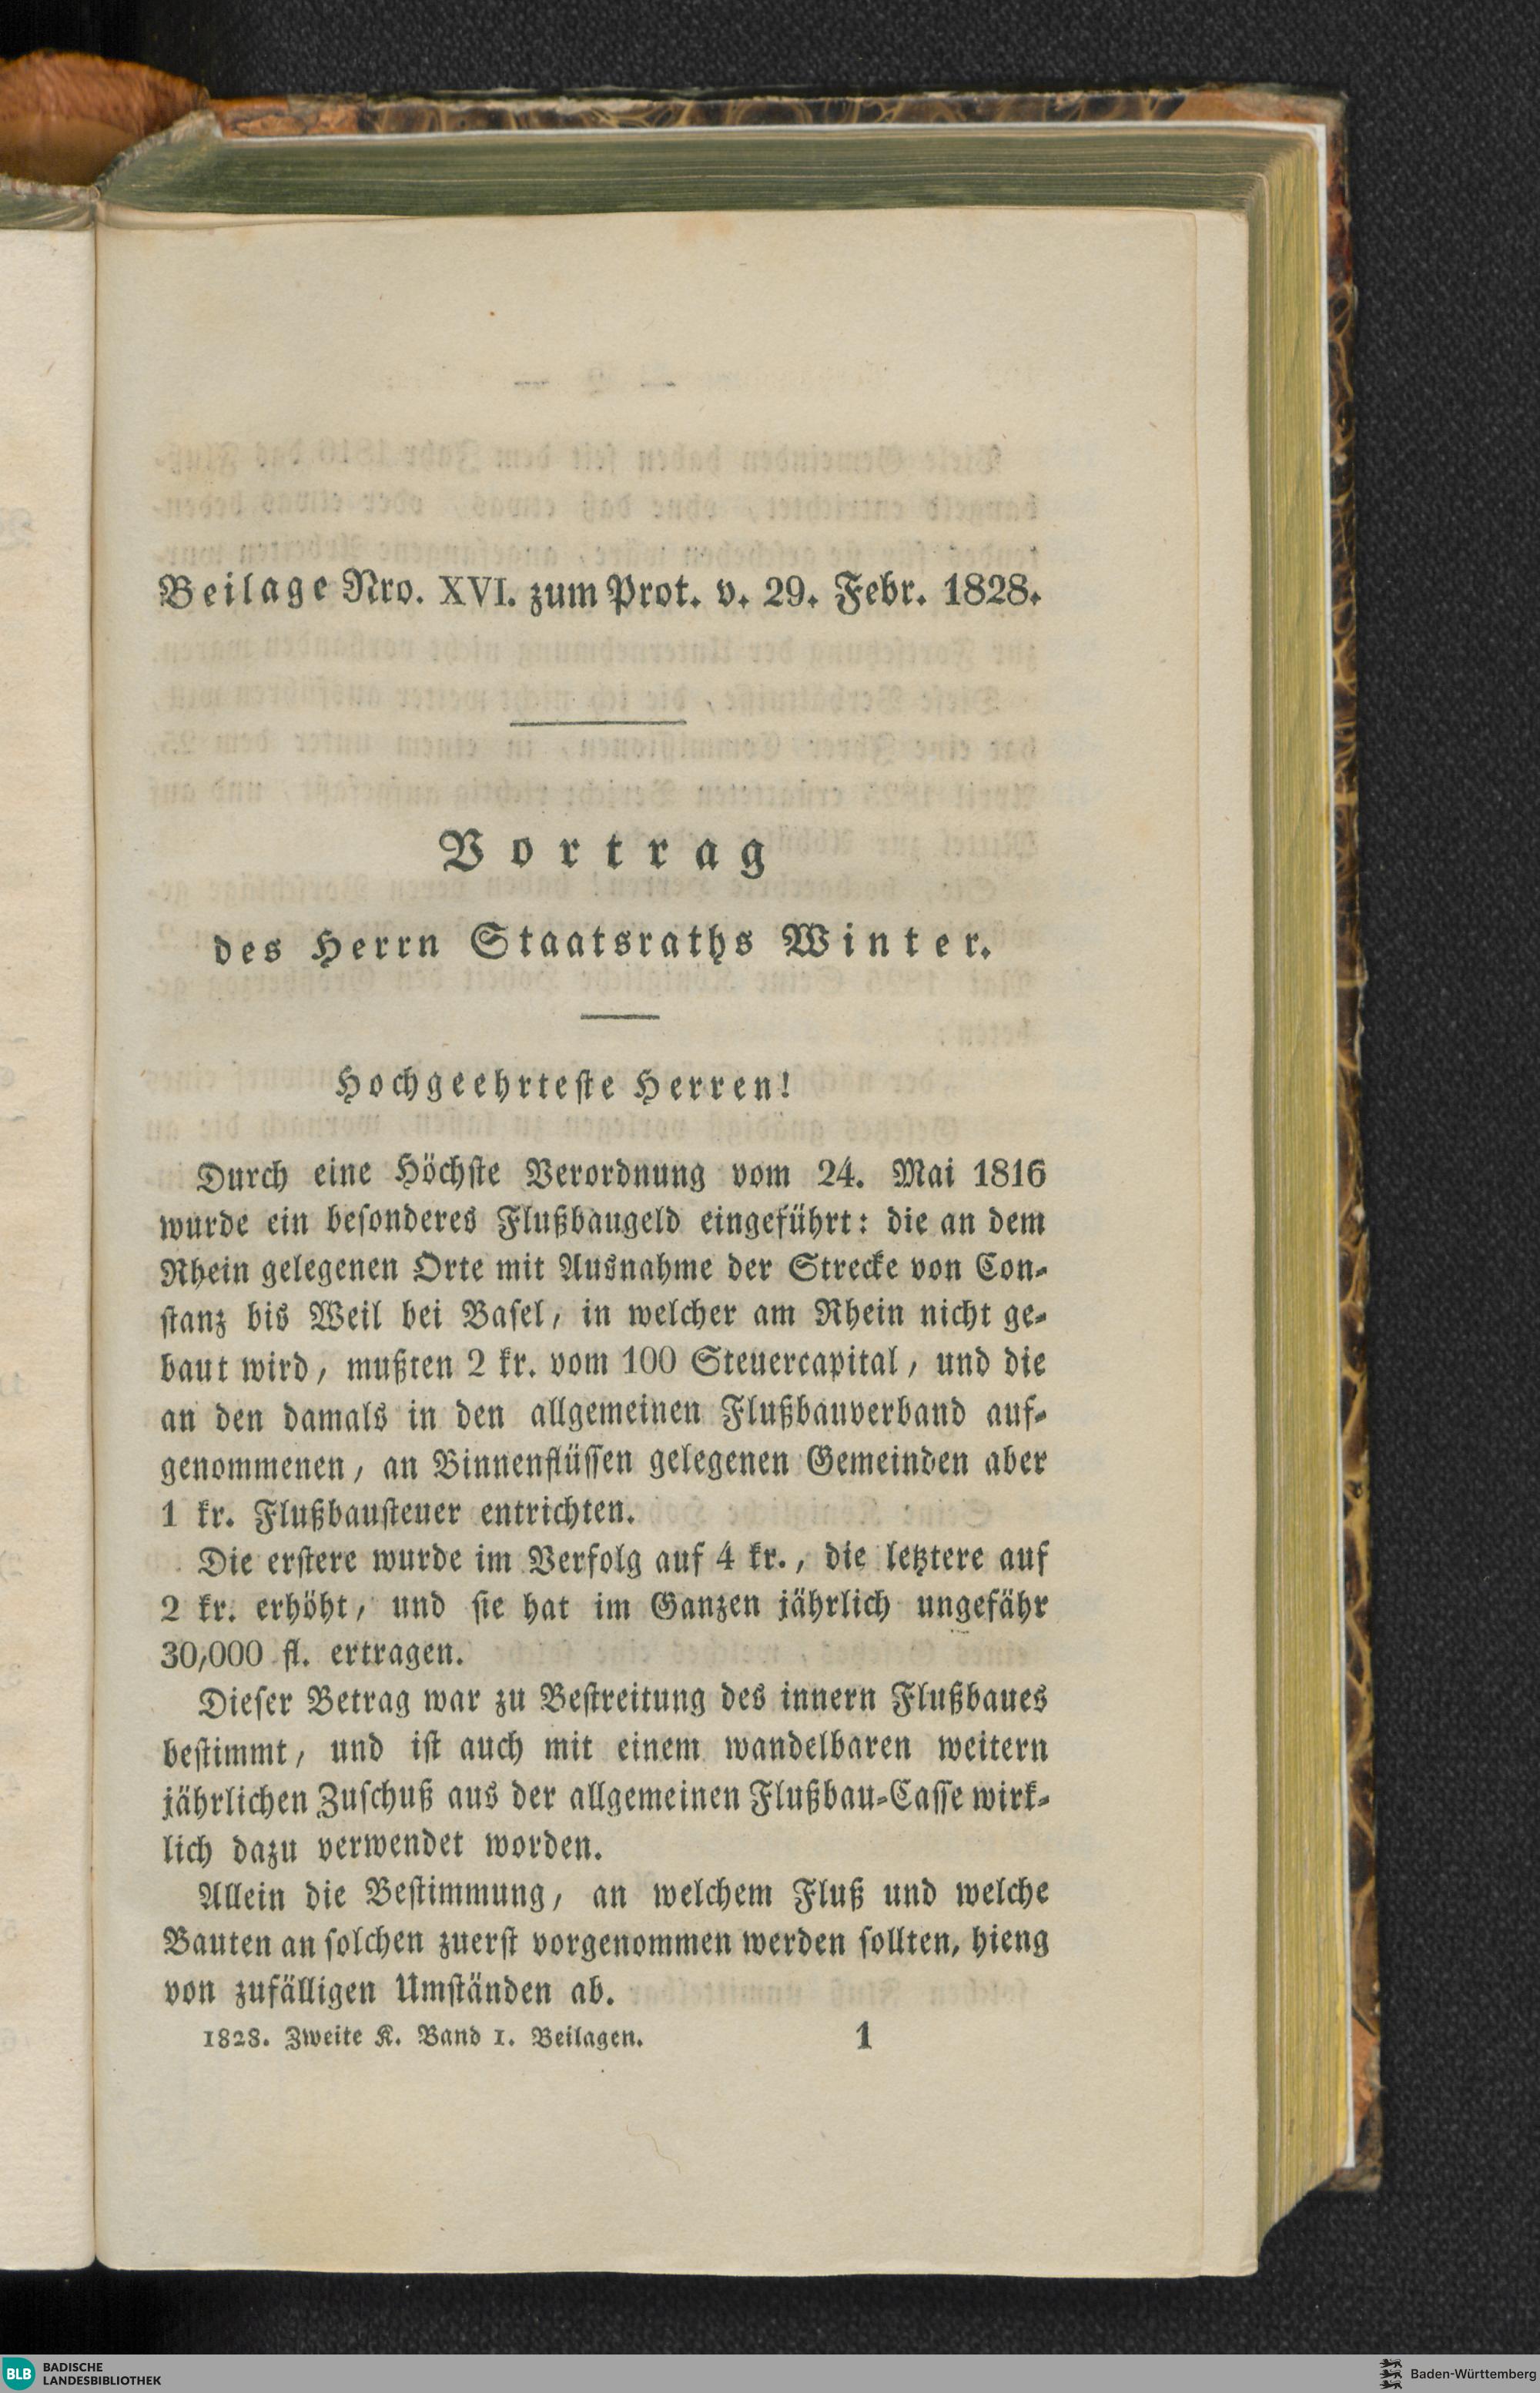 Beilage Nro. XVI. zum Prot. v. 29. Febr. 1828.
Vortrag
des Herrn Staatsraths Winter.
Hochgeehrteste Herren!
Durch eine Höchste Verordnung vom 24. Mai 1816
wurde ein besonderes Flußbaugeld eingeführt: die an dem
Rhein gelegenen Orte mit Ausnahme der Strecke von Con-
stanz bis Weil bei Basel, in welcher am Rhein nicht ge-
baut wird, mußten 2 kr. vom 100 Steuercapital, und die
an den damals in den allgemeinen Flußbauverband auf-
genommenen, an Binnenflüssen gelegenen Gemeinden aber
1 kr. Flußbausteuer entrichten.
Die erstere wurde im Verfolg auf 4 kr., die letztere auf
2 kr. erhöht, und sie hat im Ganzen jährlich ungefähr
30,000 fl. ertragen.
Dieser Betrag war zu Bestreitung des innern Flußbaues
bestimmt, und ist auch mit einem wandelbaren weitern
jährlichen Zuschuß aus der allgemeinen Flußbau-Casse wirk-
lich dazu verwendet worden.
Allein die Bestimmung, an welchem Fluß und welche
Bauten an solchen zuerst vorgenommen werden sollten, hieng
von zufälligen Umständen ab.
1828. Zweite K. Band 1. Beilagen. 1
BLB BADISCHE
LANDESBIBLIOTHEK
Baden-Württemberg